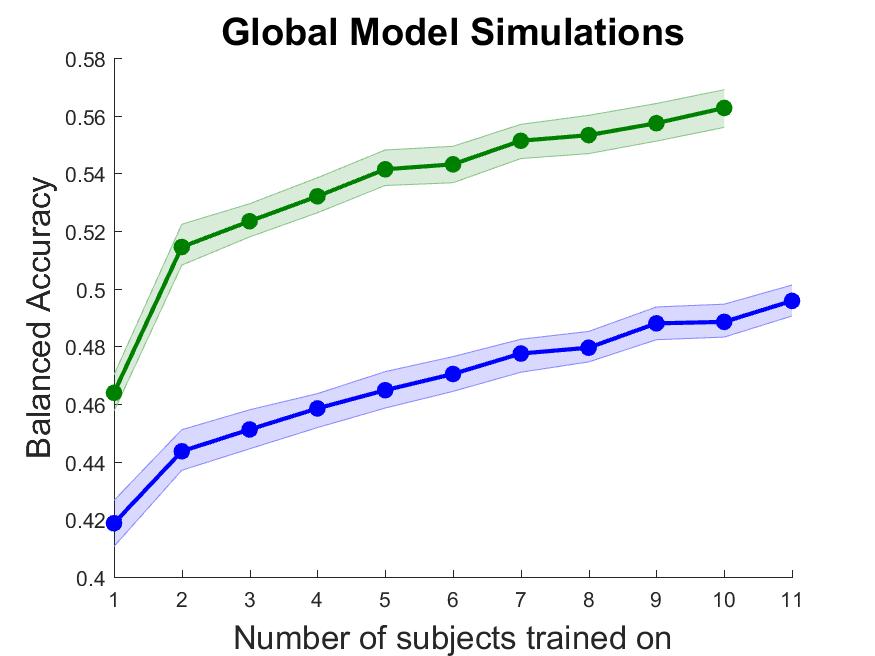 Global Model Simulations
0.58
0.56
0.54
0.52
0.5
0.48
0.46
0.44
0.42
0.4
Balanced Accuracy
1 2 3 4 5 6 7 8 9 10 11
Number of subjects trained on